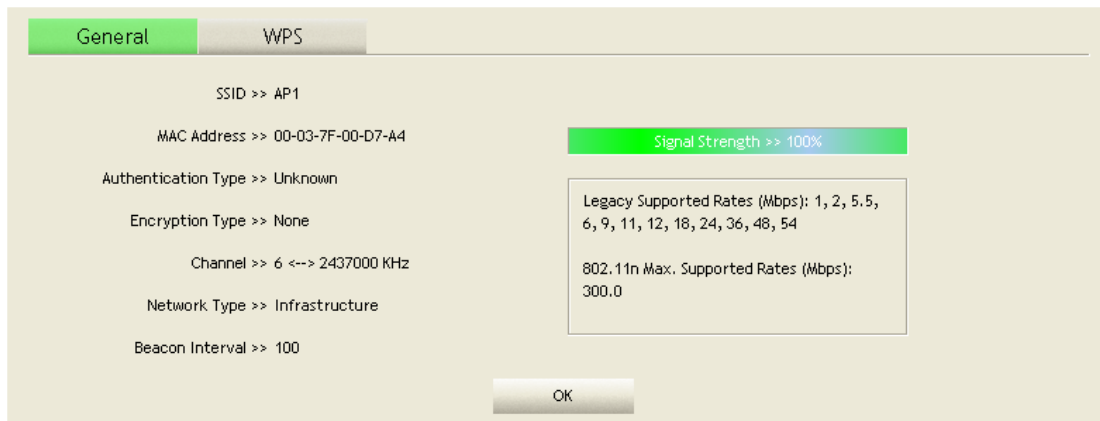 General
WPS
SSID >> AP1
MAC Address >> 00-03-7F-00-D7-A4
Authentication Type >> Unknown
Encryption Type >> None
Channel >> 6 <--> 2437000 KHz
Network Type >> Infrastructure
Beacon Interval >> 100
Signal Strength >> 100%
Legacy Supported Rates (Mbps): 1, 2, 5.5,
6, 9, 11, 12, 18, 24, 36, 48, 54
802.11n Max. Supported Rates (Mbps):
300.0
OK